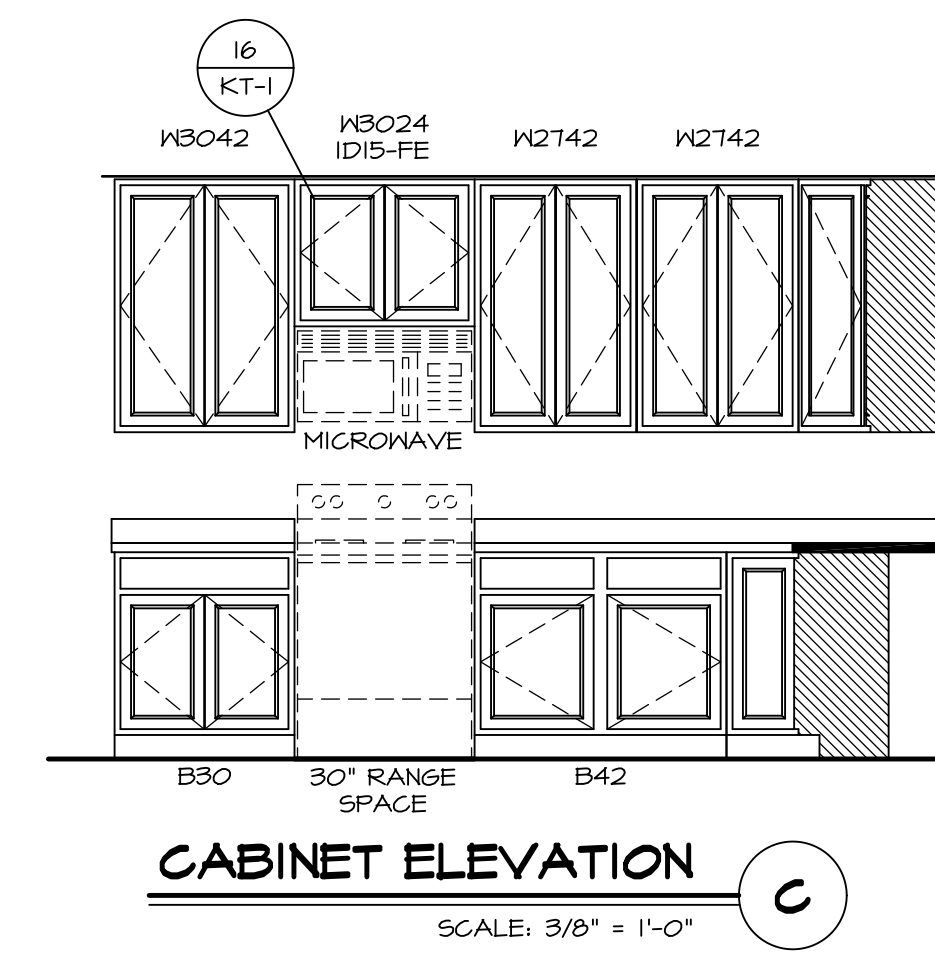 16
KT-1
W3042
W3024
1D15-FE
W2742
W2742
MICROWAVE
B30
30" RANGE
SPACE
B42
CABINET ELEVATION
C
SCALE: 3/8" = 1'-0"